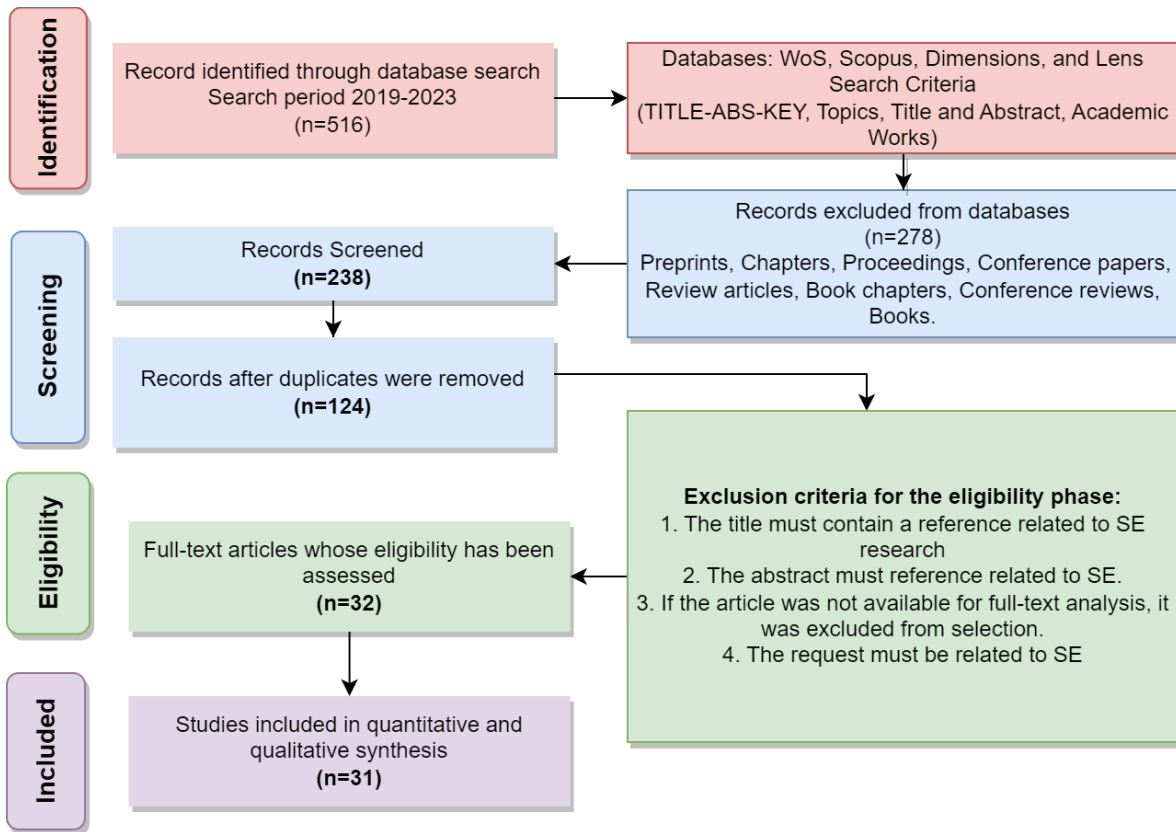 Identification
Record identified through database search
Search period 2019-2023
(n=516)
Databases: WoS, Scopus, Dimensions, and Lens
Search Criteria
(TITLE-ABS-KEY, Topics, Title and Abstract, Academic
Works)
Screening
Records excluded from databases
(n=278)
Preprints, Chapters, Proceedings, Conference papers,
Review articles, Book chapters, Conference reviews,
Books.
Records Screened
(n=238)
Records after duplicates were removed
(n=124)
Eligibility
Exclusion criteria for the eligibility phase:
1. The title must contain a reference related to SE
research
2. The abstract must reference related to SE.
3. If the article was not available for full-text analysis, it
was excluded from selection.
4. The request must be related to SE
Full-text articles whose eligibility has been
assessed
(n=32)
Included
Studies included in quantitative and
qualitative synthesis
(n=31)